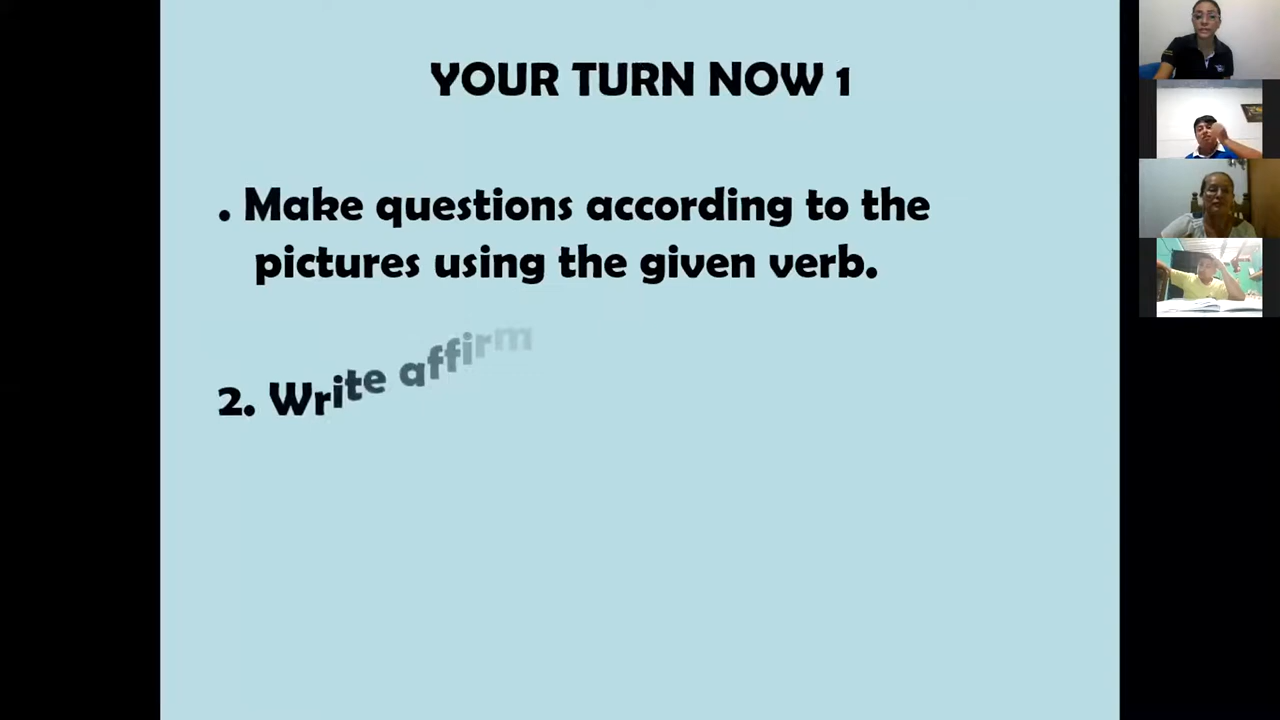 YOUR TURN NOW 1
. Make questions according to the
pictures using the given verb.
2. Write affirm